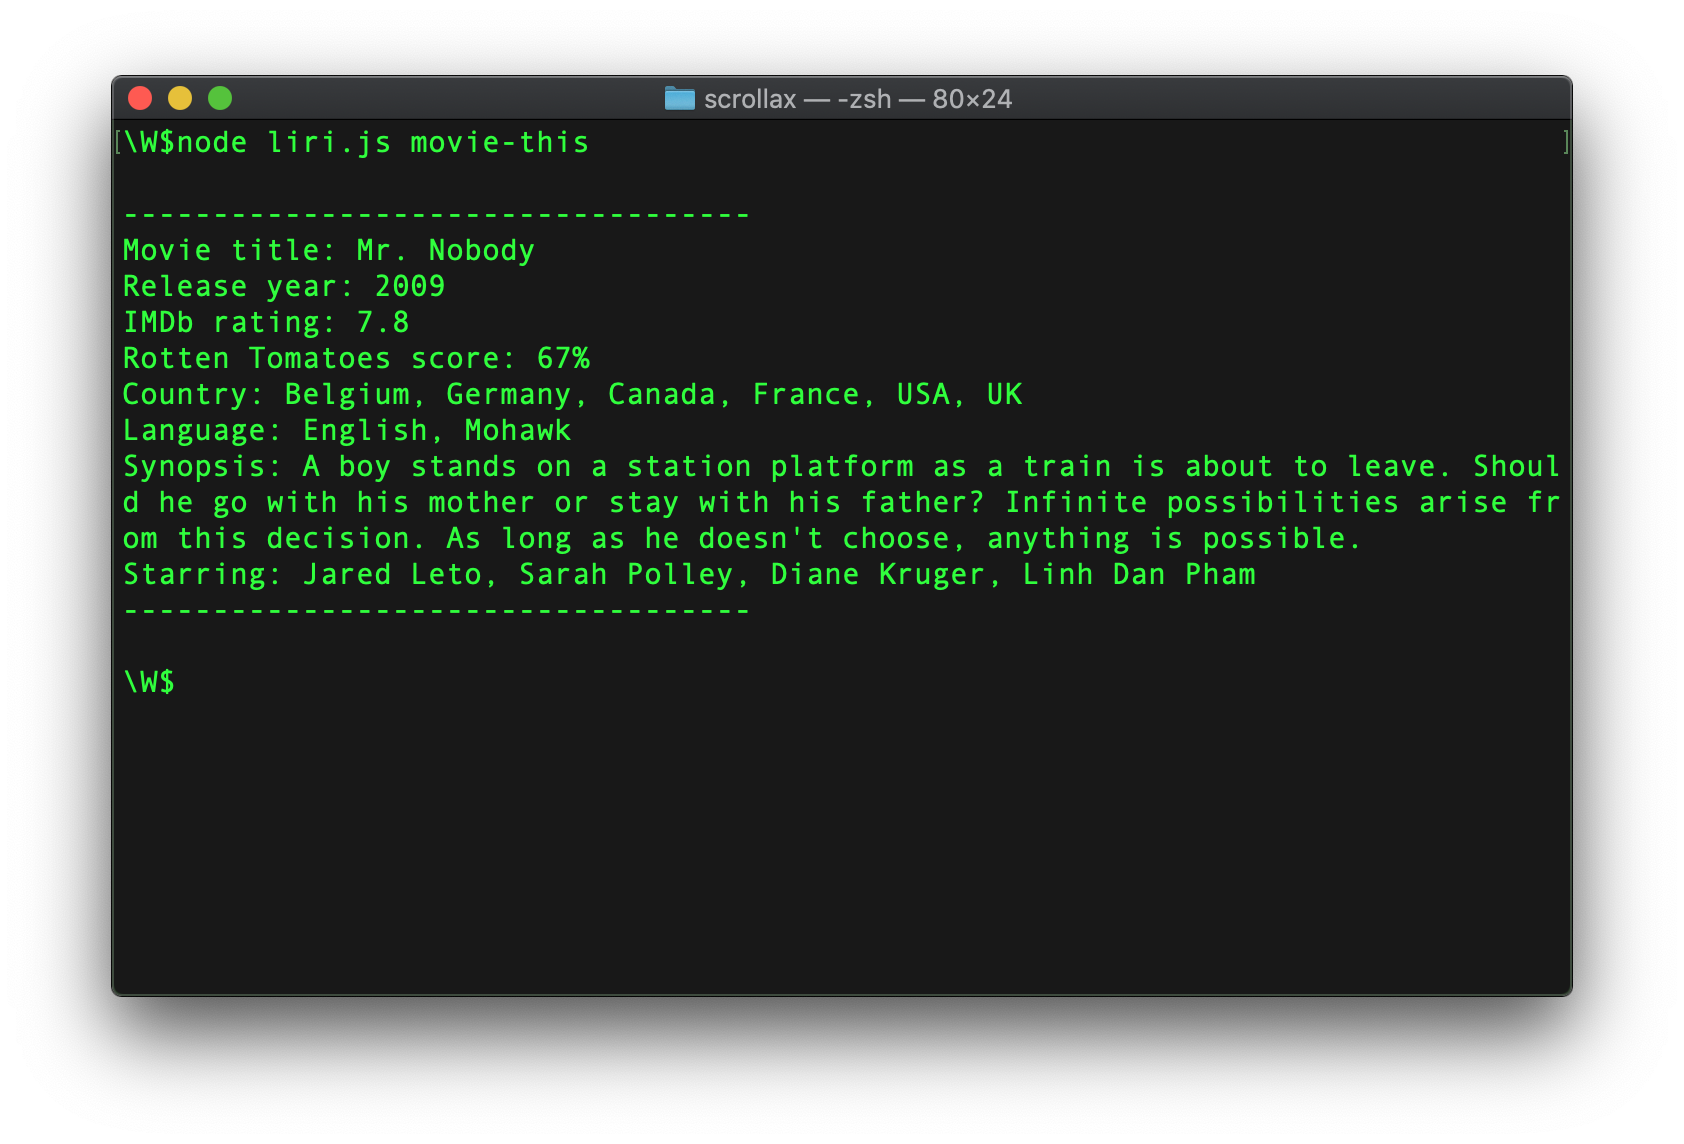 scrollax — -zsh — 80×24
[\W$node liri.js movie-this ]
-----------------------------------
Movie title: Mr. Nobody
Release year: 2009
IMDb rating: 7.8
Rotten Tomatoes score: 67%
Country: Belgium, Germany, Canada, France, USA, UK
Language: English, Mohawk
Synopsis: A boy stands on a station platform as a train is about to leave. Shoul
d he go with his mother or stay with his father? Infinite possibilities arise fr
om this decision. As long as he doesn't choose, anything is possible.
Starring: Jared Leto, Sarah Polley, Diane Kruger, Linh Dan Pham
-----------------------------------
\W$